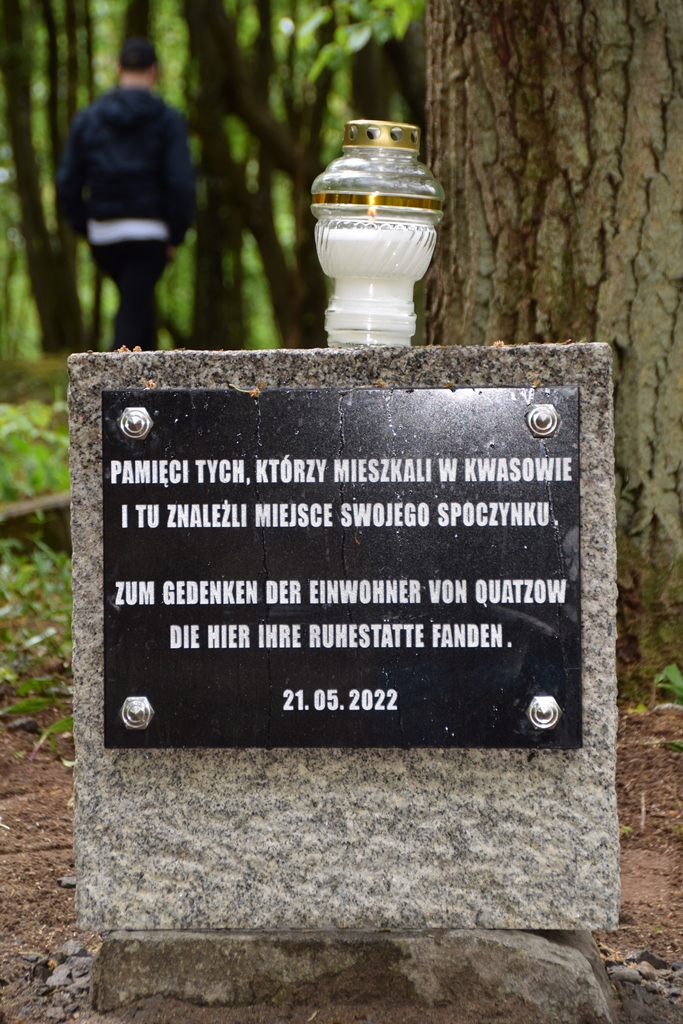 PAMIĘCI TYCH, KTÓRZY MIESZKALI W KWASOWIE
I TU ZNALEŹLI MIEJSCE SWOJEGO SPOCZYNKU.
ZUM GEDENKEN DER EINWOHNER VON QUATZOW
DIE HIER IHRE RUHESTÄTTE FANDEN.
21.05.2022